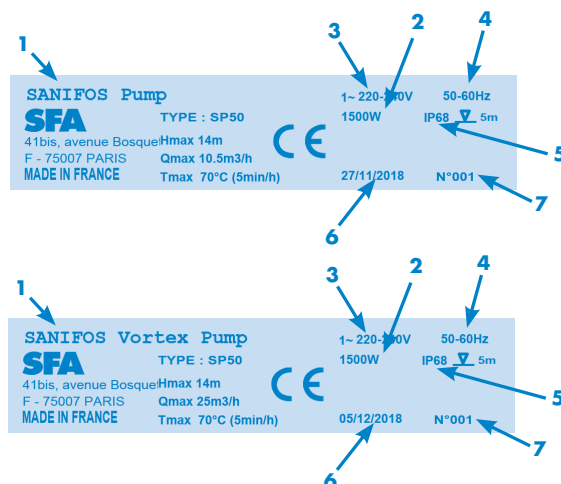 1
3
2
4
SANIFOS Pump
1~ 220-240V
50-60Hz
SFA
TYPE : SP50
1500W
IP68
5m
41bis, avenue Bosque
Hmax 14m
CE
F - 75007 PARIS
Qmax 10.5m3/h
5
MADE IN FRANCE
Tmax 70°C (5min/h)
27/11/2018
N°001
6
7
1
3
2
4
SANIFOS Vortex Pump
1~ 220-240V
50-60Hz
SFA
TYPE : SP50
1500W
IP68
5m
41bis, avenue Bosque
Hmax 14m
CE
F - 75007 PARIS
Qmax 25m3/h
5
MADE IN FRANCE
Tmax 70°C (5min/h)
05/12/2018
N°001
6
7